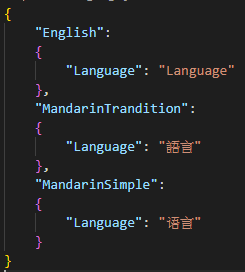 {
"English":
{
"Language": "Language"
},
"MandarinTrandition":
{
"Language": "語言"
},
"MandarinSimple":
{
"Language": "语言"
}
}